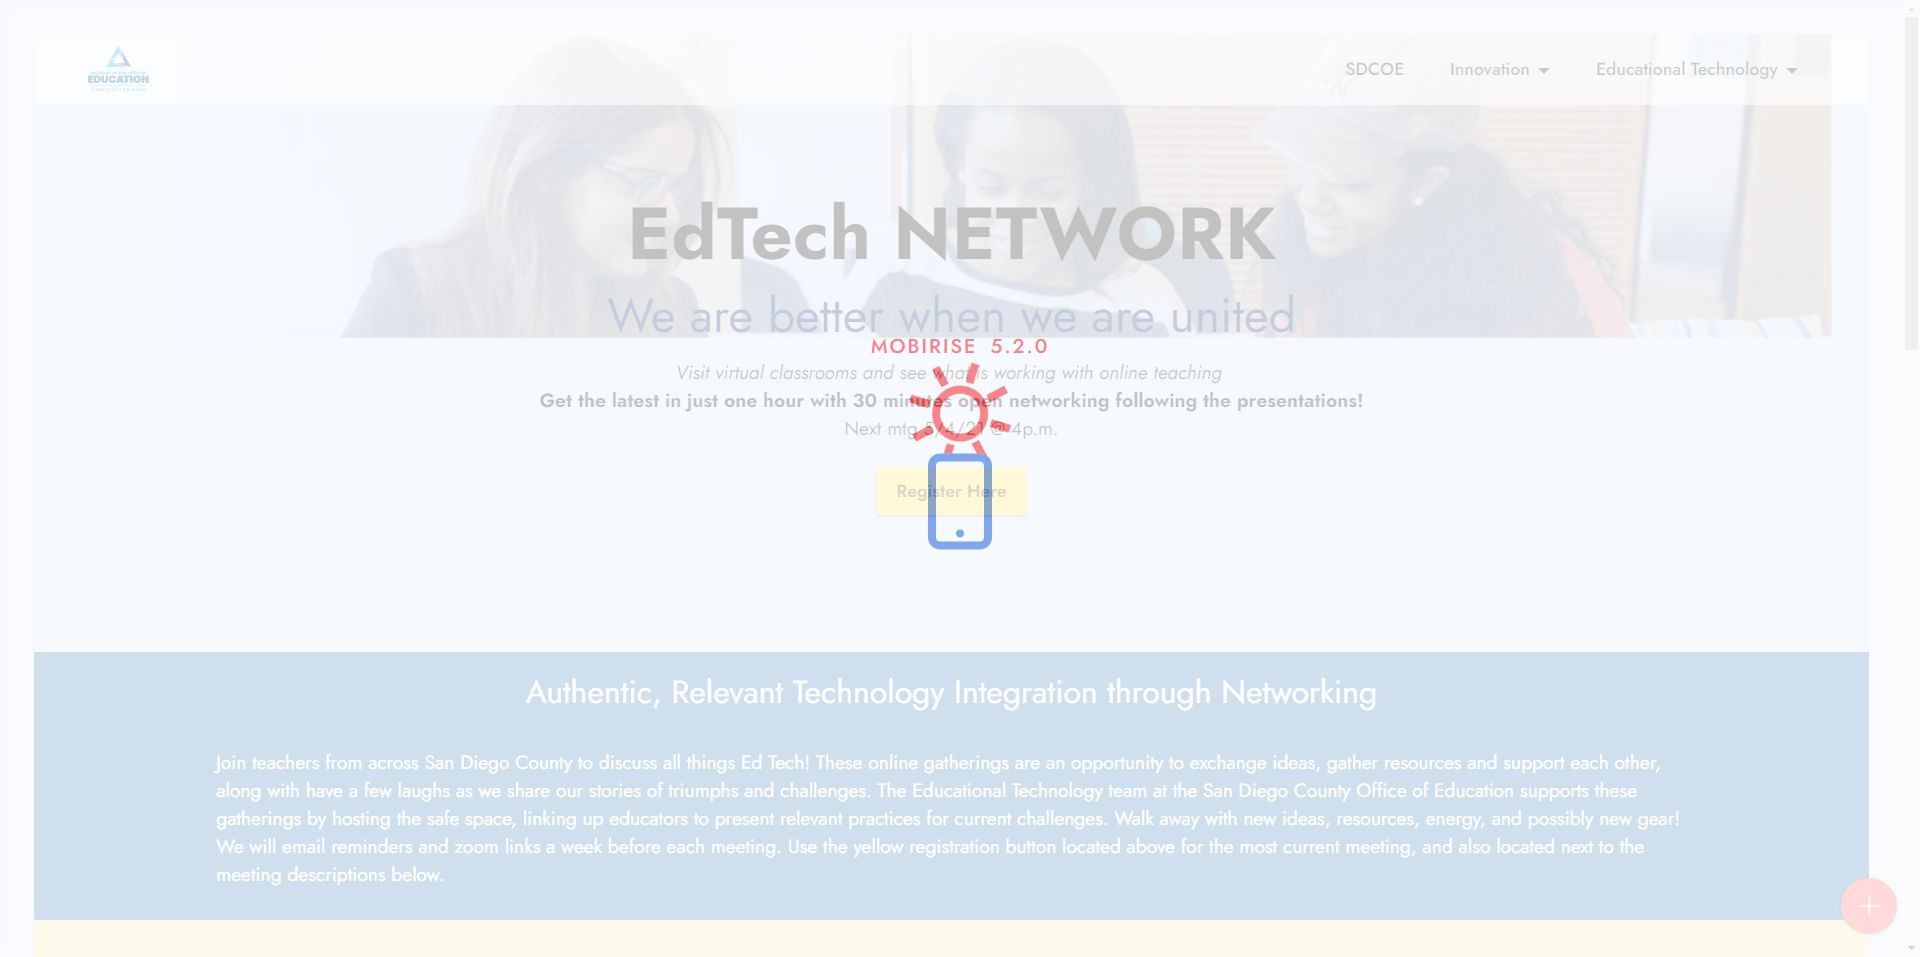 EDUCATION
SDCOE
Innovation
Educational Technology
EdTech NETWORK
We are better when we are united
MOBIRISE 5.2.0
Visit virtual classrooms and see what is working with online teaching
Get the latest in just one hour with 30 minutes open networking following the presentations!
Next mtg 5/4/21 @ 4p.m.
Register Here
Authentic, Relevant Technology Integration through Networking
Join teachers from across San Diego County to discuss all things Ed Tech! These online gatherings are an opportunity to exchange ideas, gather resources and support each other,
along with have a few laughs as we share our stories of triumphs and challenges. The Educational Technology team at the San Diego County Office of Education supports these
gatherings by hosting the safe space, linking up educators to present relevant practices for current challenges. Walk away with new ideas, resources, energy, and possibly new gear!
We will email reminders and zoom links a week before each meeting. Use the yellow registration button located above for the most current meeting, and also located next to the
meeting descriptions below.